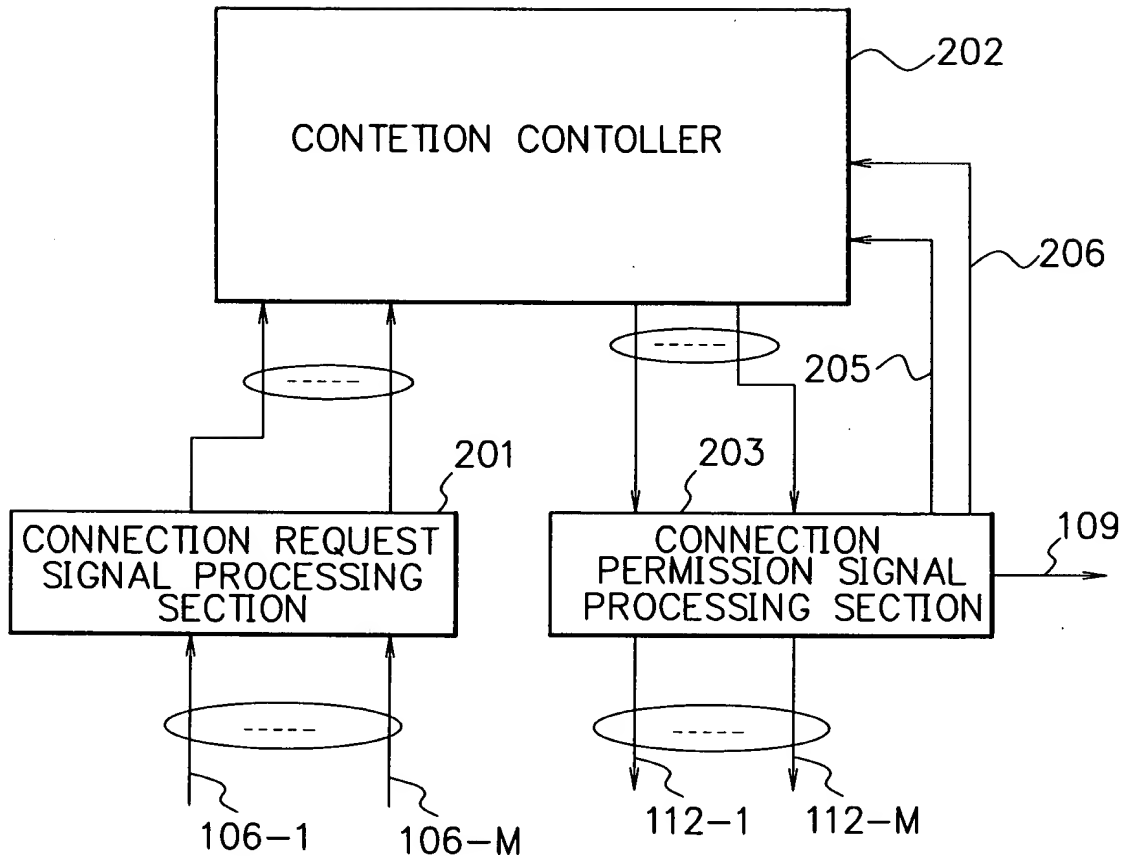 202
CONTETION CONTOLLER
206
205
201
203
CONNECTION REQUEST
SIGNAL PROCESSING
SECTION
CONNECTION
PERMISSION SIGNAL
PROCESSING SECTION
109
106-1
106-M
112-1
112-M